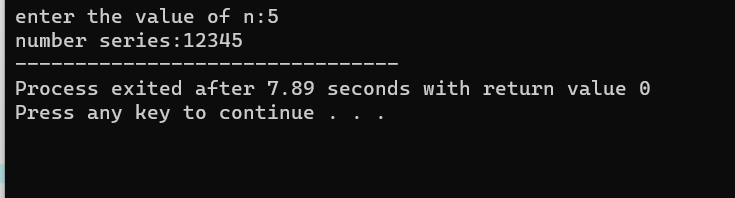 enter the value of n:5
number series:12345
--------------------------------
Process exited after 7.89 seconds with return value 0
Press any key to continue . . .